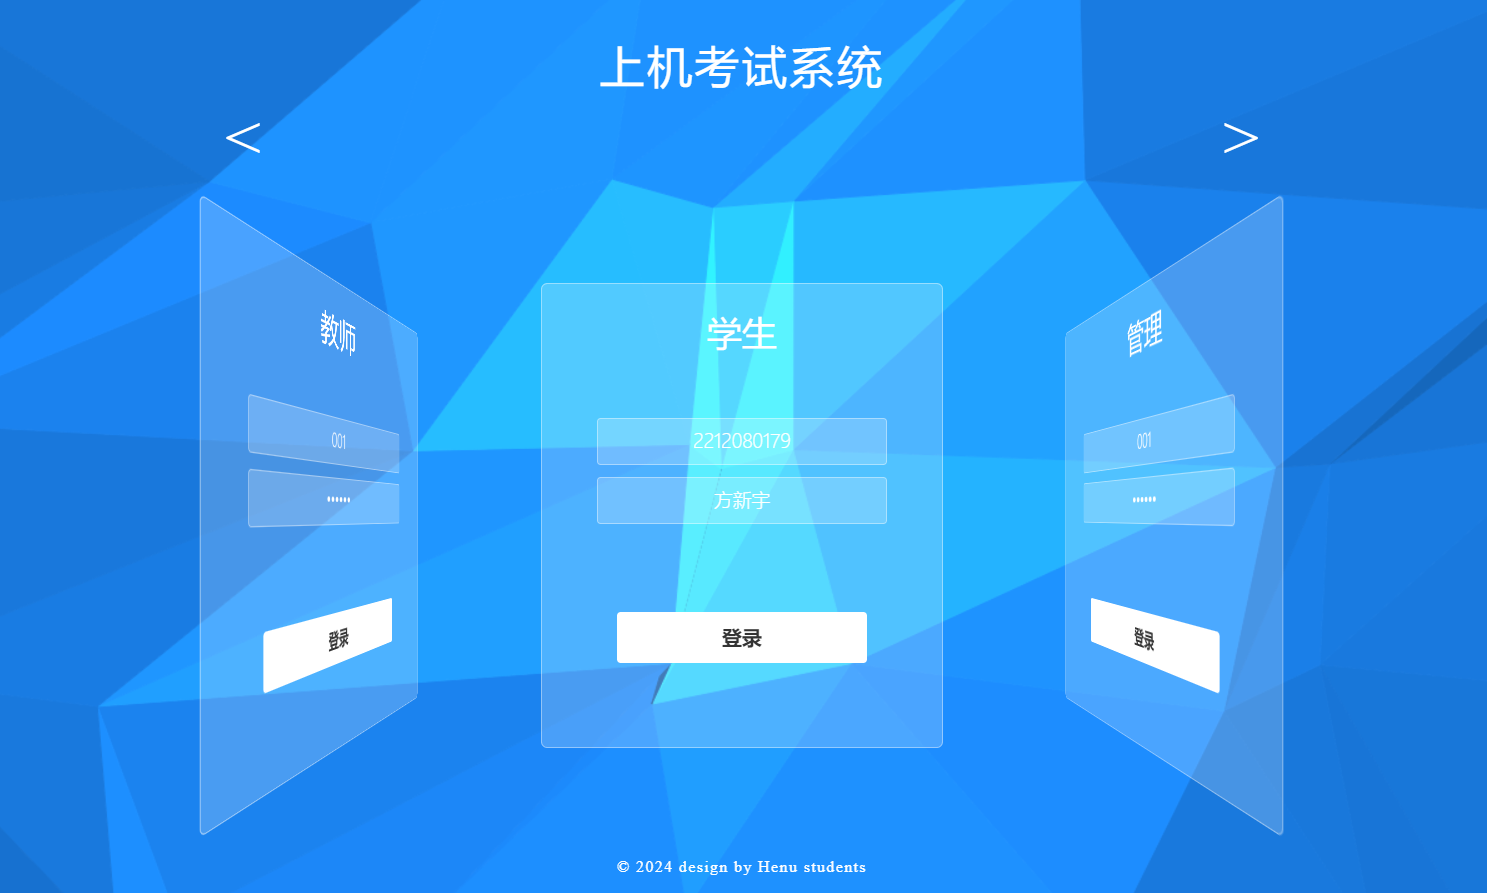 上机考试系统
< >
教师
001
••••••
登录
学生
2212080179
方新宇
登录
管理
001
••••••
登录
© 2024 design by Henu students